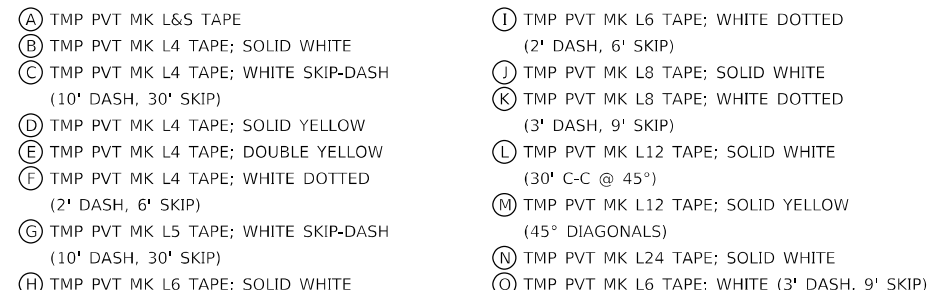 A TMP PVT MK L&S TAPE
B TMP PVT MK L4 TAPE; SOLID WHITE
C TMP PVT MK L4 TAPE; WHITE SKIP-DASH
(10' DASH, 30' SKIP)
D TMP PVT MK L4 TAPE; SOLID YELLOW
E TMP PVT MK L4 TAPE; DOUBLE YELLOW
F TMP PVT MK L4 TAPE; WHITE DOTTED
(2' DASH, 6' SKIP)
G TMP PVT MK L5 TAPE; WHITE SKIP-DASH
(10' DASH, 30' SKIP)
H TMP PVT MK L6 TAPE; SOLID WHITE
I TMP PVT MK L6 TAPE; WHITE DOTTED
(2' DASH, 6' SKIP)
J TMP PVT MK L8 TAPE; SOLID WHITE
K TMP PVT MK L8 TAPE; WHITE DOTTED
(3' DASH, 9' SKIP)
L TMP PVT MK L12 TAPE; SOLID WHITE
(30' C-C @ 45°)
M TMP PVT MK L12 TAPE; SOLID YELLOW
(45° DIAGONALS)
N TMP PVT MK L24 TAPE; SOLID WHITE
O TMP PVT MK L6 TAPE; WHITE (3' DASH, 9' SKIP)